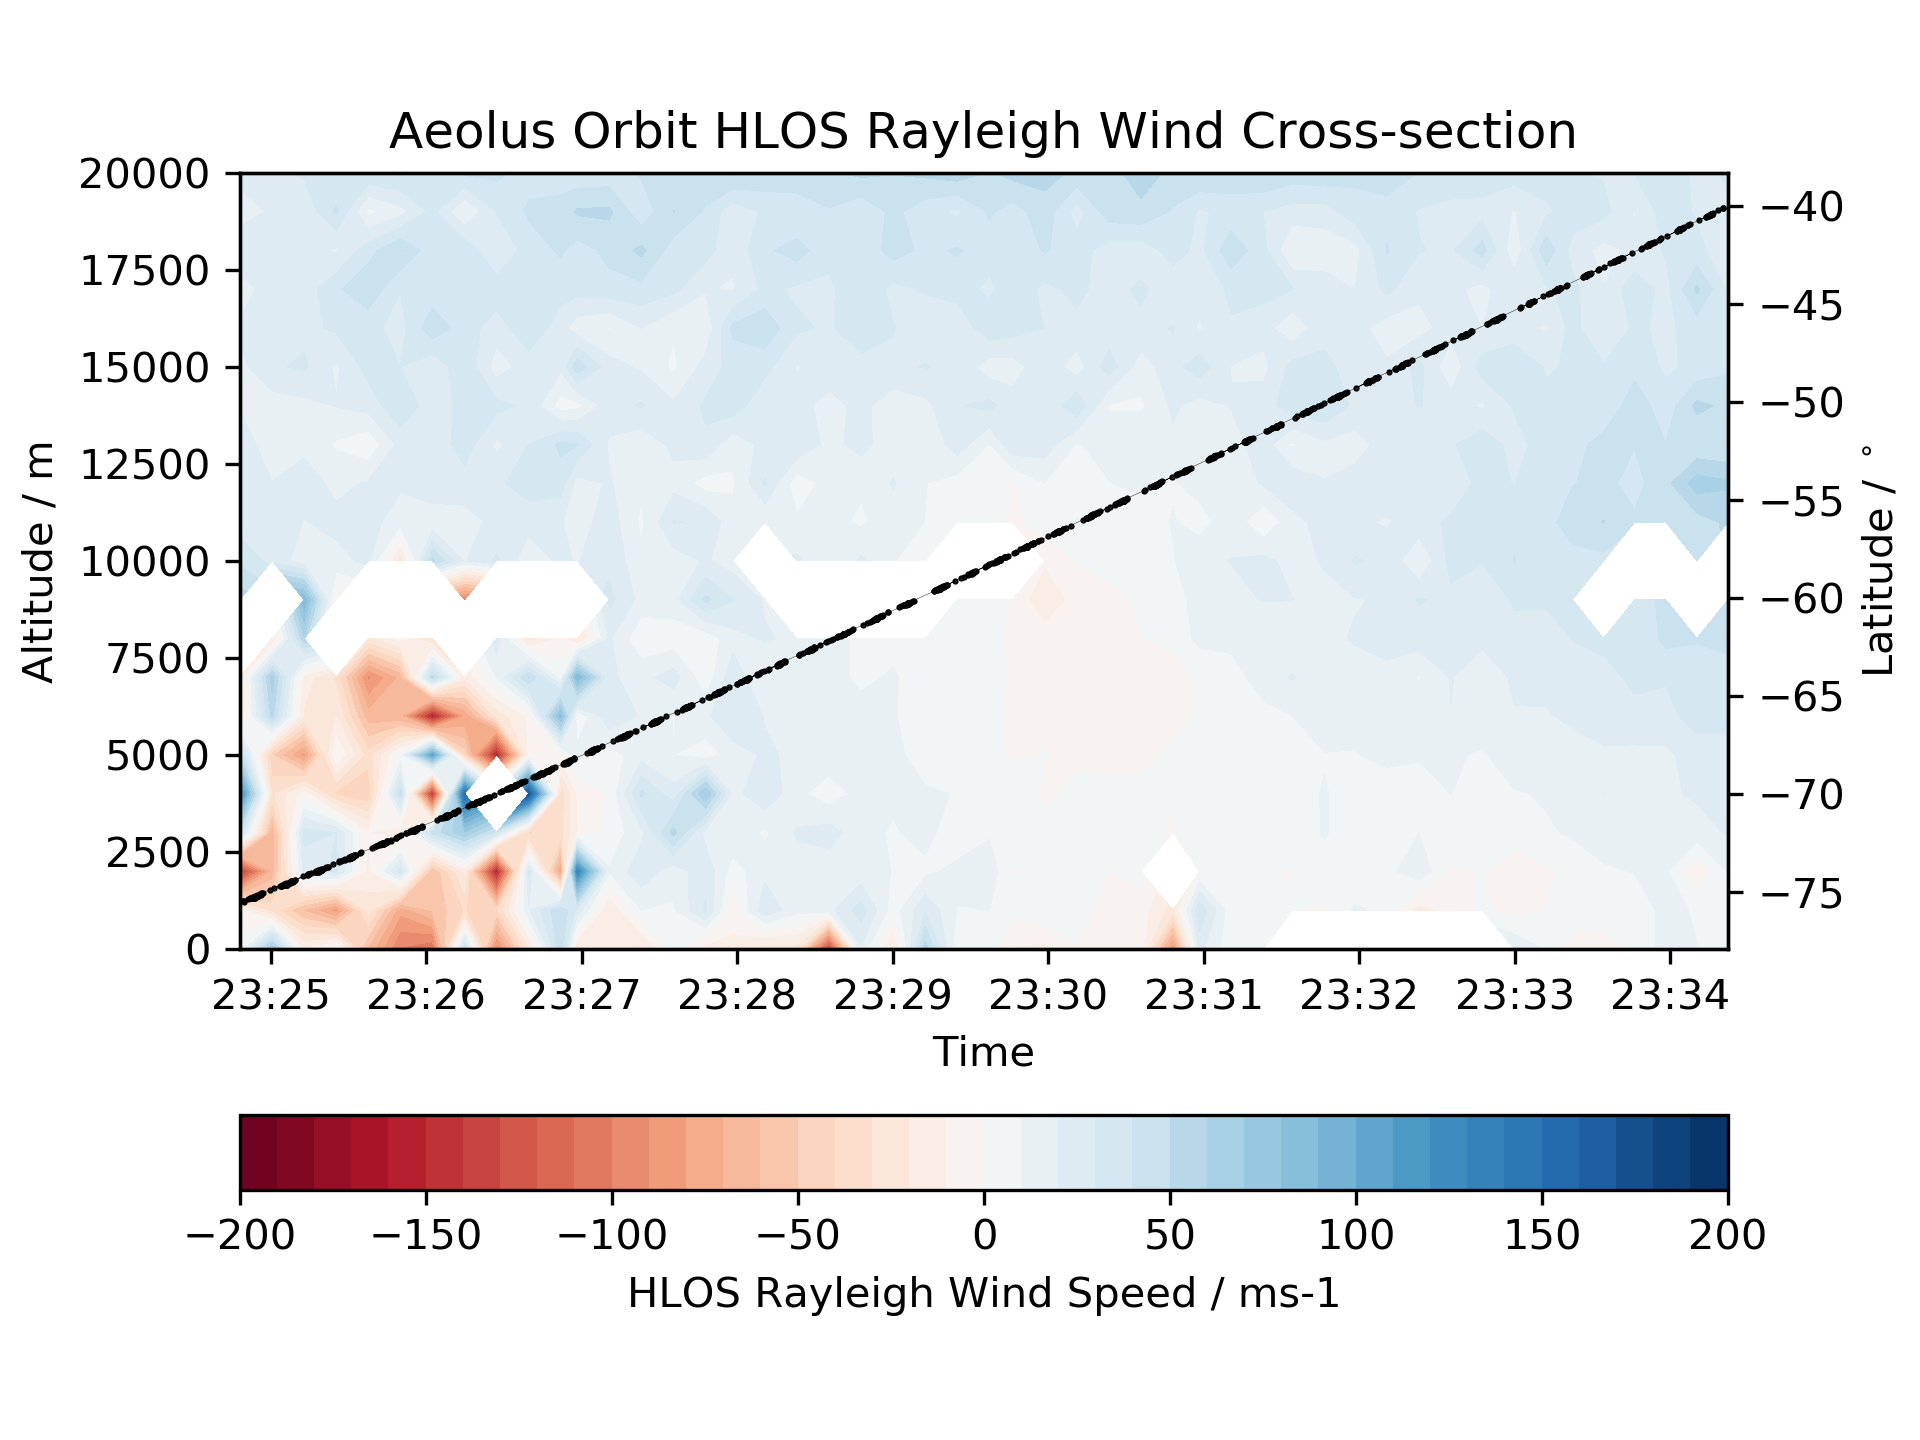 Aeolus Orbit HLOS Rayleigh Wind Cross-section
20000
17500
15000
12500
10000
7500
5000
2500
0
Altitude / m
−40
−45
−50
−55
−60
−65
−70
−75
Latitude / °
23:25 23:26 23:27 23:28 23:29 23:30 23:31 23:32 23:33 23:34
Time
−200 −150 −100 −50 0 50 100 150 200
HLOS Rayleigh Wind Speed / ms-1